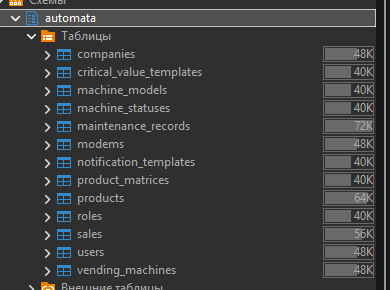 Схемы
automata
Таблицы
companies 48K
critical_value_templates 40K
machine_models 40K
machine_statuses 40K
maintenance_records 72K
modems 48K
notification_templates 40K
product_matrices 40K
products 64K
roles 40K
sales 56K
users 48K
vending_machines 48K
Внешние таблицы